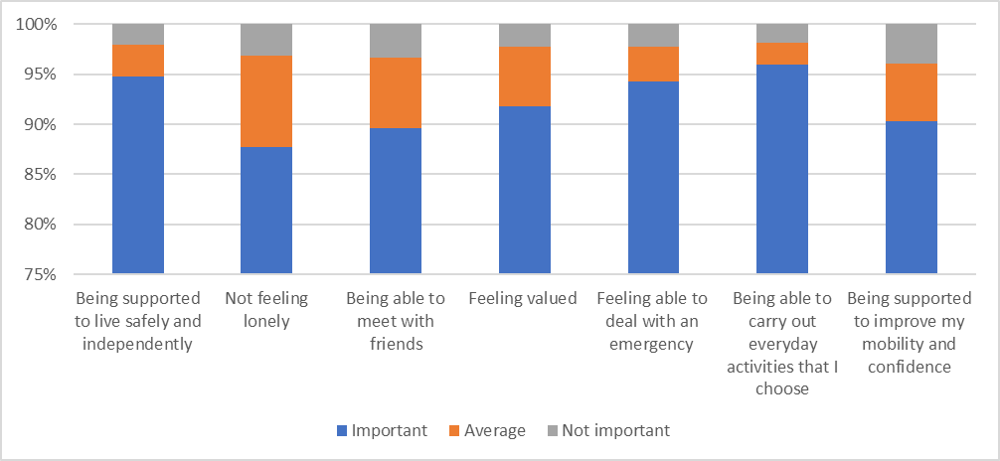 100%
95%
90%
85%
80%
75%
Being supported
to live safely and
independently
Not feeling
lonely
Being able to
meet with
friends
Feeling valued
Feeling able to
deal with an
emergency
Being able to
carry out
everyday
activities that I
choose
Being supported
to improve my
mobility and
confidence
Important
Average
Not important